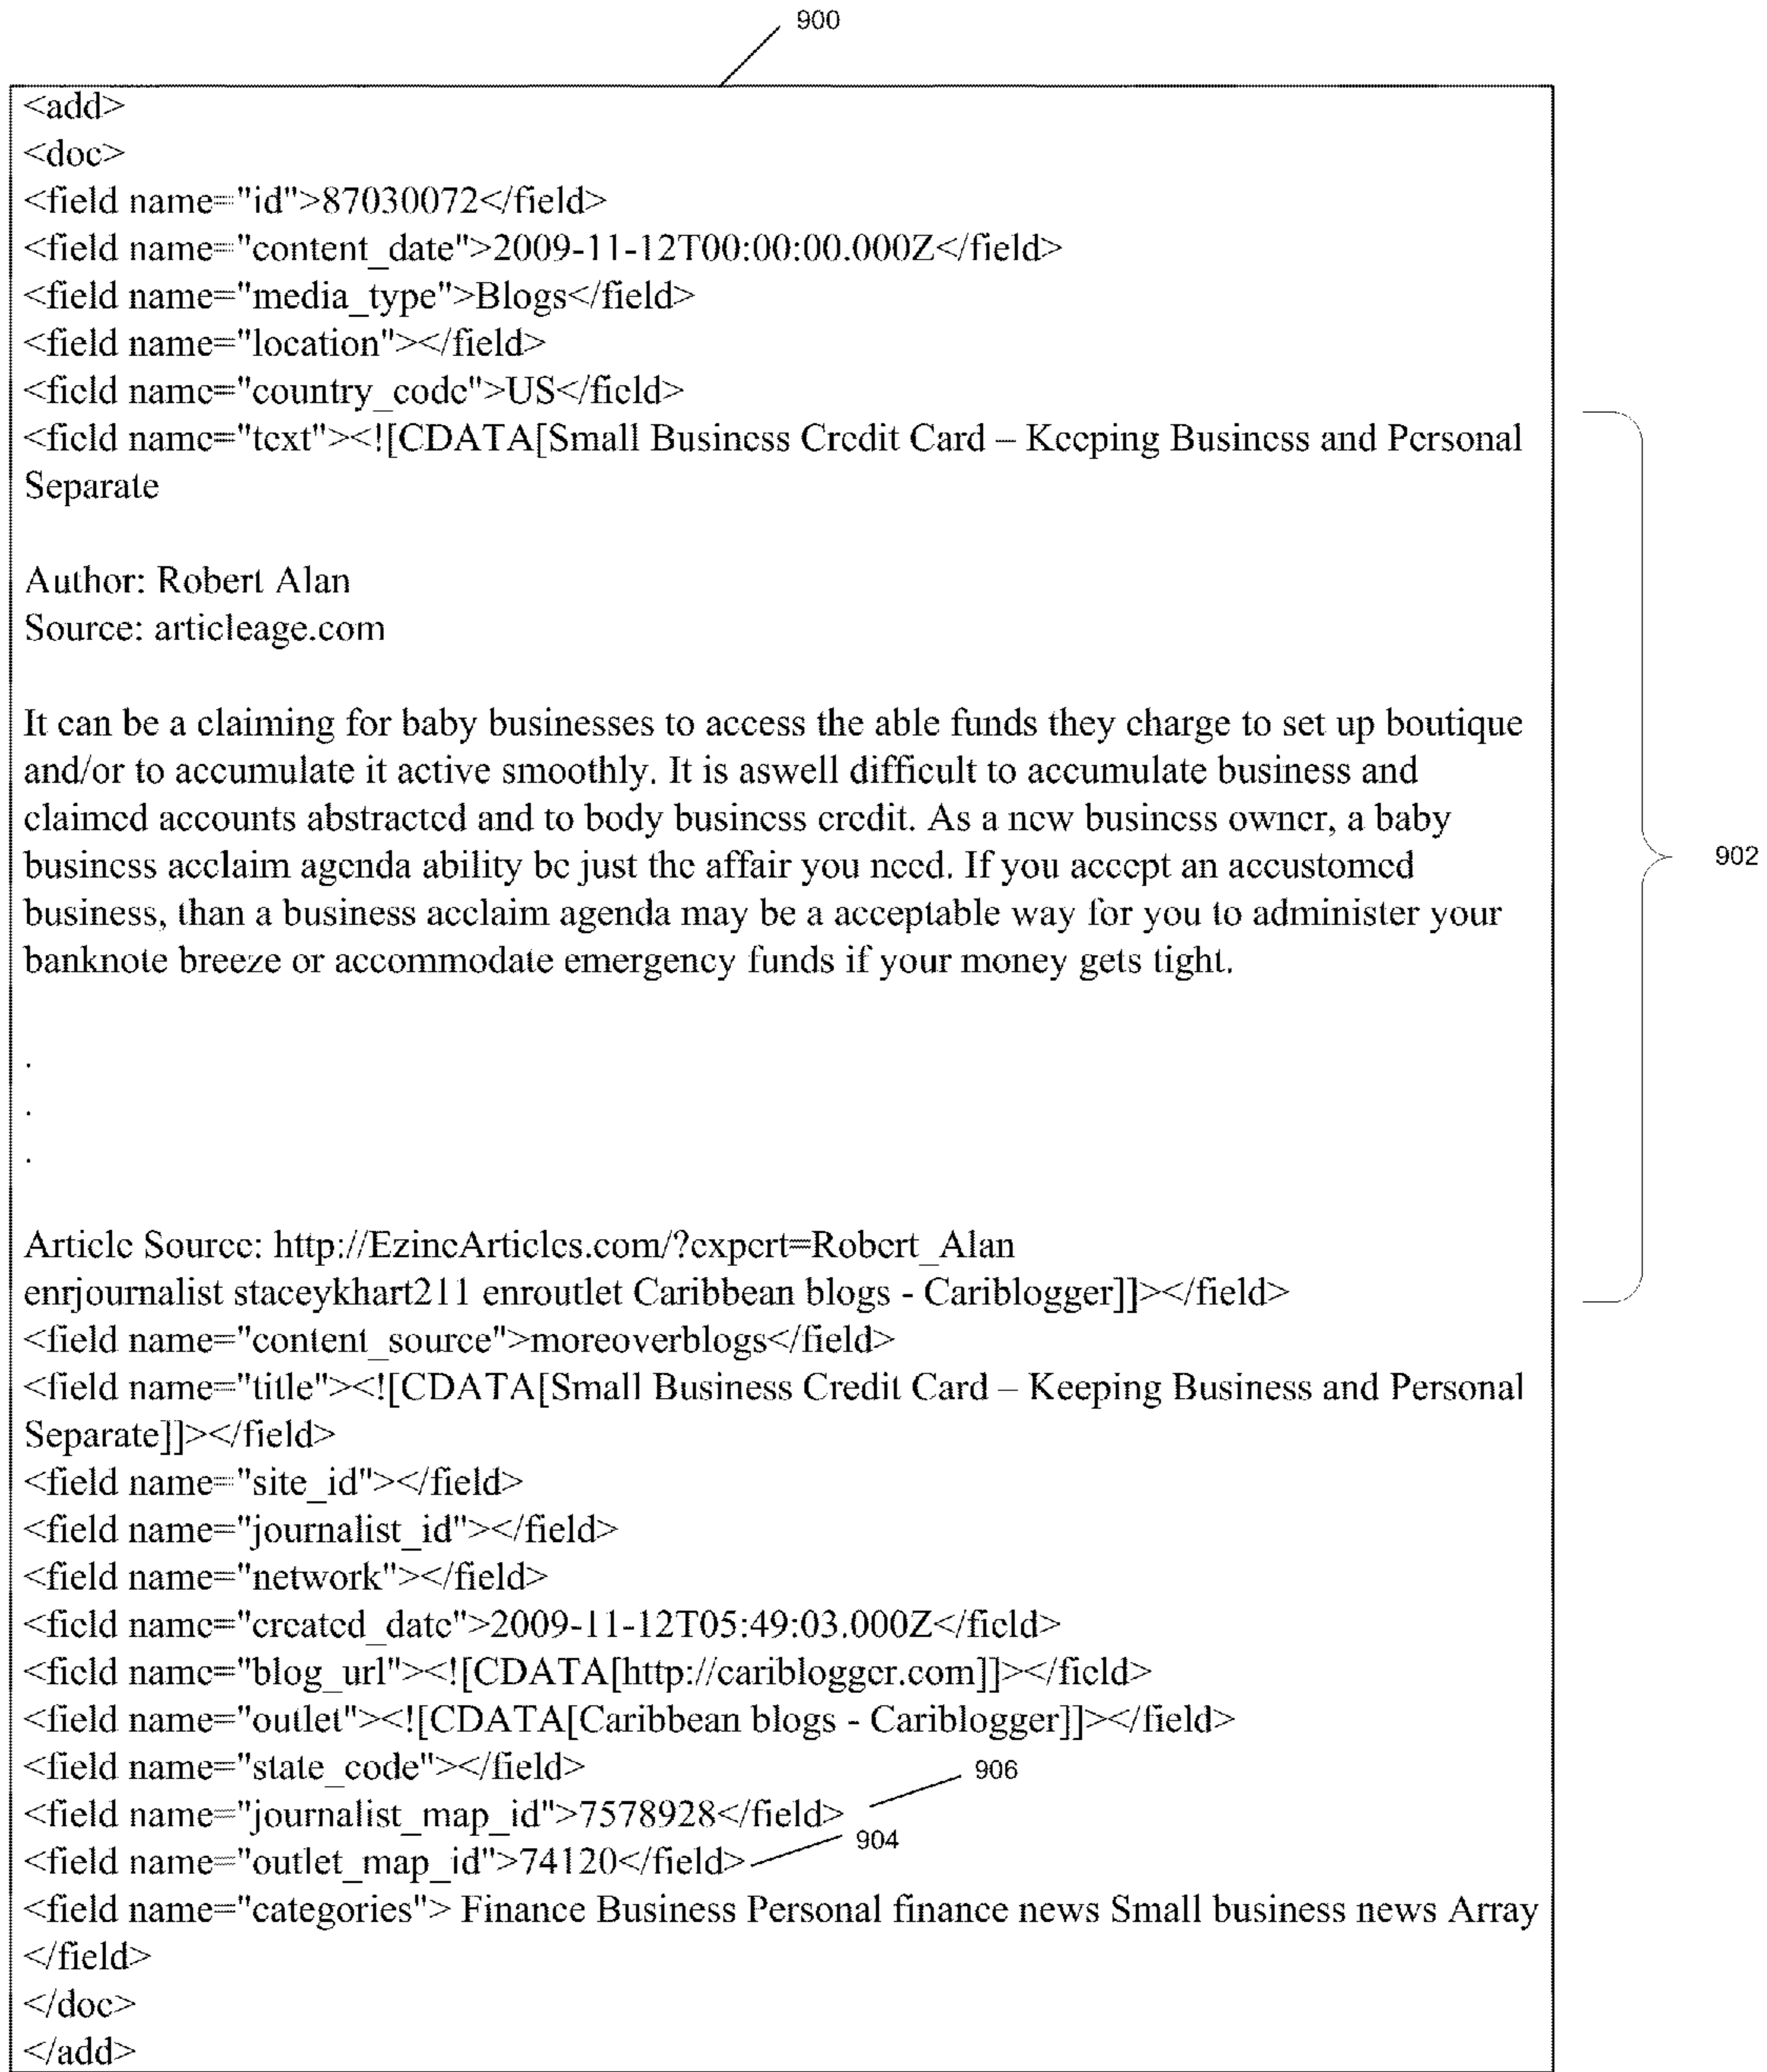 900
<add>
<doc>
<field name="id">87030072</field>
<field name="content_date">2009-11-12T00:00:00.000Z</field>
<field name="media_type">Blogs</field>
<field name="location"></field>
<field name="country_code">US</field>
<field name="text"><![CDATA[Small Business Credit Card – Keeping Business and Personal
Separate
Author: Robert Alan
Source: articleage.com
It can be a claiming for baby businesses to access the able funds they charge to set up boutique
and/or to accumulate it active smoothly. It is aswell difficult to accumulate business and
claimed accounts abstracted and to body business credit. As a new business owner, a baby
business acclaim agenda ability be just the affair you need. If you accept an accustomed
business, than a business acclaim agenda may be a acceptable way for you to administer your
banknote breeze or accommodate emergency funds if your money gets tight.
.
.
.
902
Article Source: http://EzineArticles.com/?expert=Robert_Alan
enrjournalist staceykhart211 enroutlet Caribbean blogs - Cariblogger]]></field>
<field name="content_source">moreoverblogs</field>
<field name="title"><![CDATA[Small Business Credit Card – Keeping Business and Personal
Separate]]></field>
<field name="site_id"></field>
<field name="journalist_id"></field>
<field name="network"></field>
<field name="created_date">2009-11-12T05:49:03.000Z</field>
<field name="blog_url"><![CDATA[http://cariblogger.com]]></field>
<field name="outlet"><![CDATA[Caribbean blogs - Cariblogger]]></field>
<field name="state_code"></field>
906
<field name="journalist_map_id">7578928</field>
904
<field name="outlet_map_id">74120</field>
<field name="categories"> Finance Business Personal finance news Small business news Array
</field>
</doc>
</add>